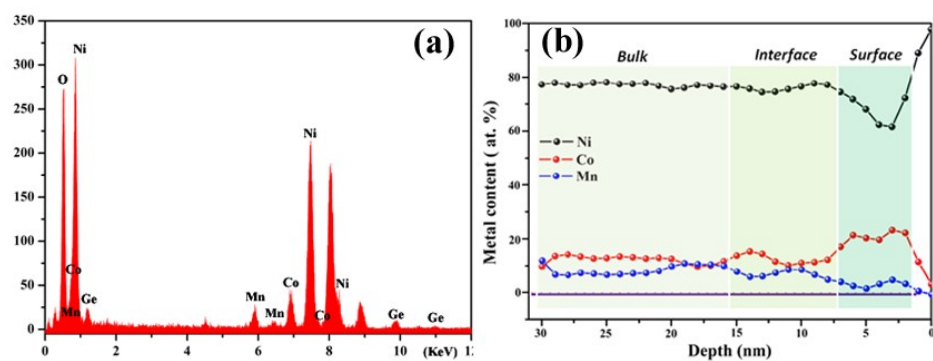 (a)
350
300
250
200
150
100
50
0
O
Ni
Co
Mn
Ge
Mn
Mn
Co
Ni
Co
Ni
Ge
Ge
0 2 4 6 8 10 12
(KeV)
(b)
Metal content ( at. %)
100
80
60
40
20
0
Bulk Interface Surface
Ni
Co
Mn
30 25 20 15 10 5 0
Depth (nm)